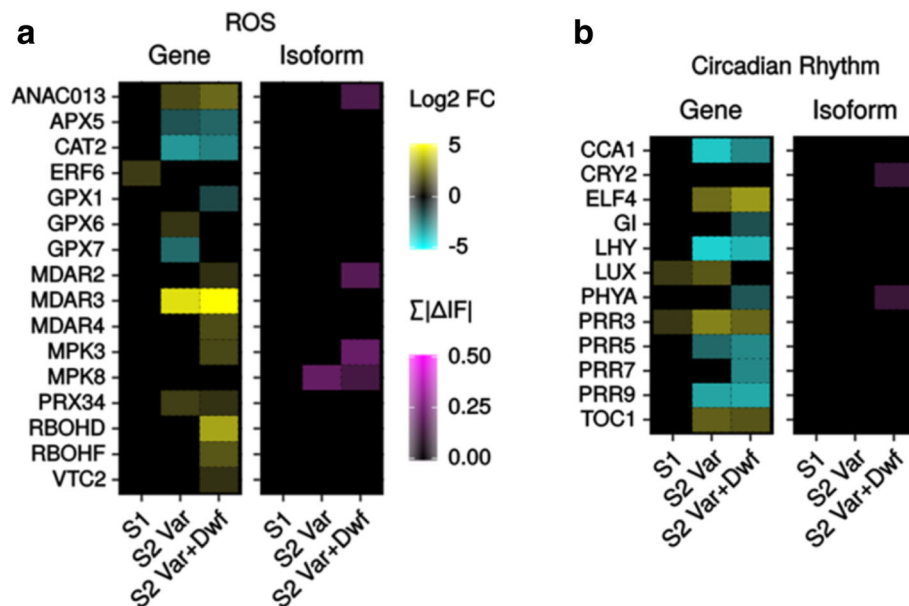 a
ROS
Gene Isoform
ANAC013
APX5
CAT2
ERF6
GPX1
GPX6
GPX7
MDAR2
MDAR3
MDAR4
MPK3
MPK8
PRX34
RBOHD
RBOHF
VTC2
S1
S2 Var
S2 Var+Dwf
S1
S2 Var
S2 Var+Dwf
Log2 FC
5
0
-5
∑|ΔIF|
0.50
0.25
0.00
b
Circadian Rhythm
Gene Isoform
CCA1
CRY2
ELF4
GI
LHY
LUX
PHYA
PRR3
PRR5
PRR7
PRR9
TOC1
S1
S2 Var
S2 Var+Dwf
S1
S2 Var
S2 Var+Dwf